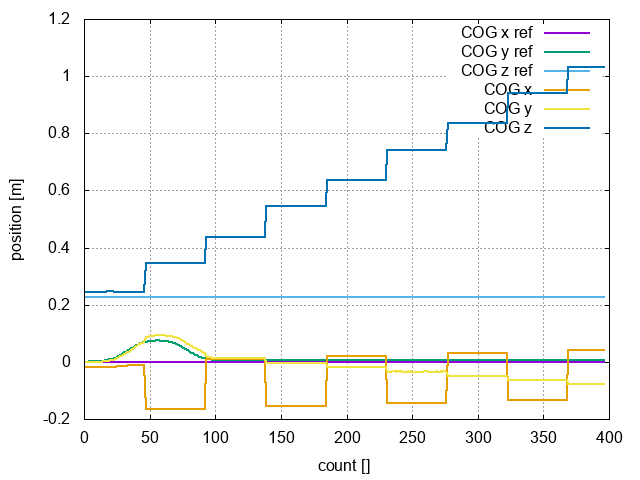 1.2
1
0.8
0.6
0.4
0.2
0
-0.2
position [m]
COG x ref
COG y ref
COG z ref
COG x
COG y
COG z
0 50 100 150 200 250 300 350 400
count []